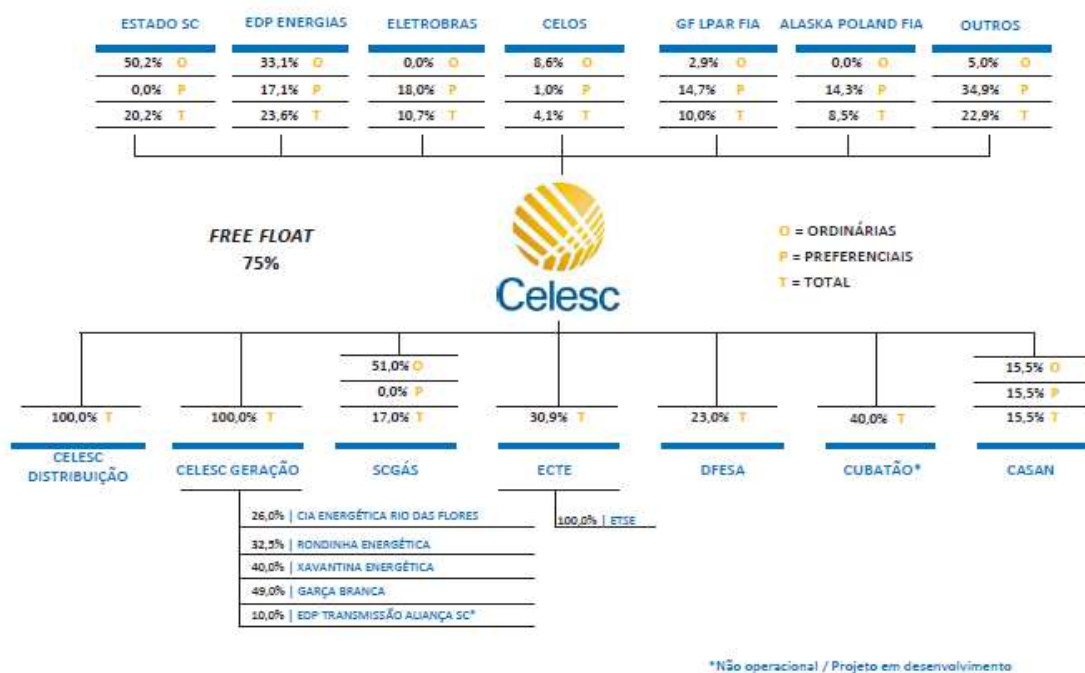 ESTADO SC
EDP ENERGIAS
ELETROBRAS
CELOS
GF LPAR FIA
ALASKA POLAND FIA
OUTROS
50,2% O
33,1% O
0,0% O
8,6% O
2,9% O
0,0% O
5,0% O
0,0% P
17,1% P
18,0% P
1,0% P
14,7% P
14,3% P
34,9% P
20,2% T
23,6% T
10,7% T
4,1% T
10,0% T
8,5% T
22,9% T
FREE FLOAT
75%
Celesc
O = ORDINÁRIAS
P = PREFERENCIAIS
T = TOTAL
51,0% O
0,0% P
17,0% T
15,5% O
15,5% P
15,5% T
100,0% T
100,0% T
30,9% T
23,0% T
40,0% T
CELESC
DISTRIBUIÇÃO
CELESC GERAÇÃO
SCGÁS
ECTE
DFESA
CUBATÃO*
CASAN
26,0% | CIA ENERGÉTICA RIO DAS FLORES
32,5% | RONDINHA ENERGÉTICA
40,0% | XAVANTINA ENERGÉTICA
49,0% | GARÇA BRANCA
10,0% | EDP TRANSMISSÃO ALIANÇA SC*
100,0% | ETSE
*Não operacional / Projeto em desenvolvimento